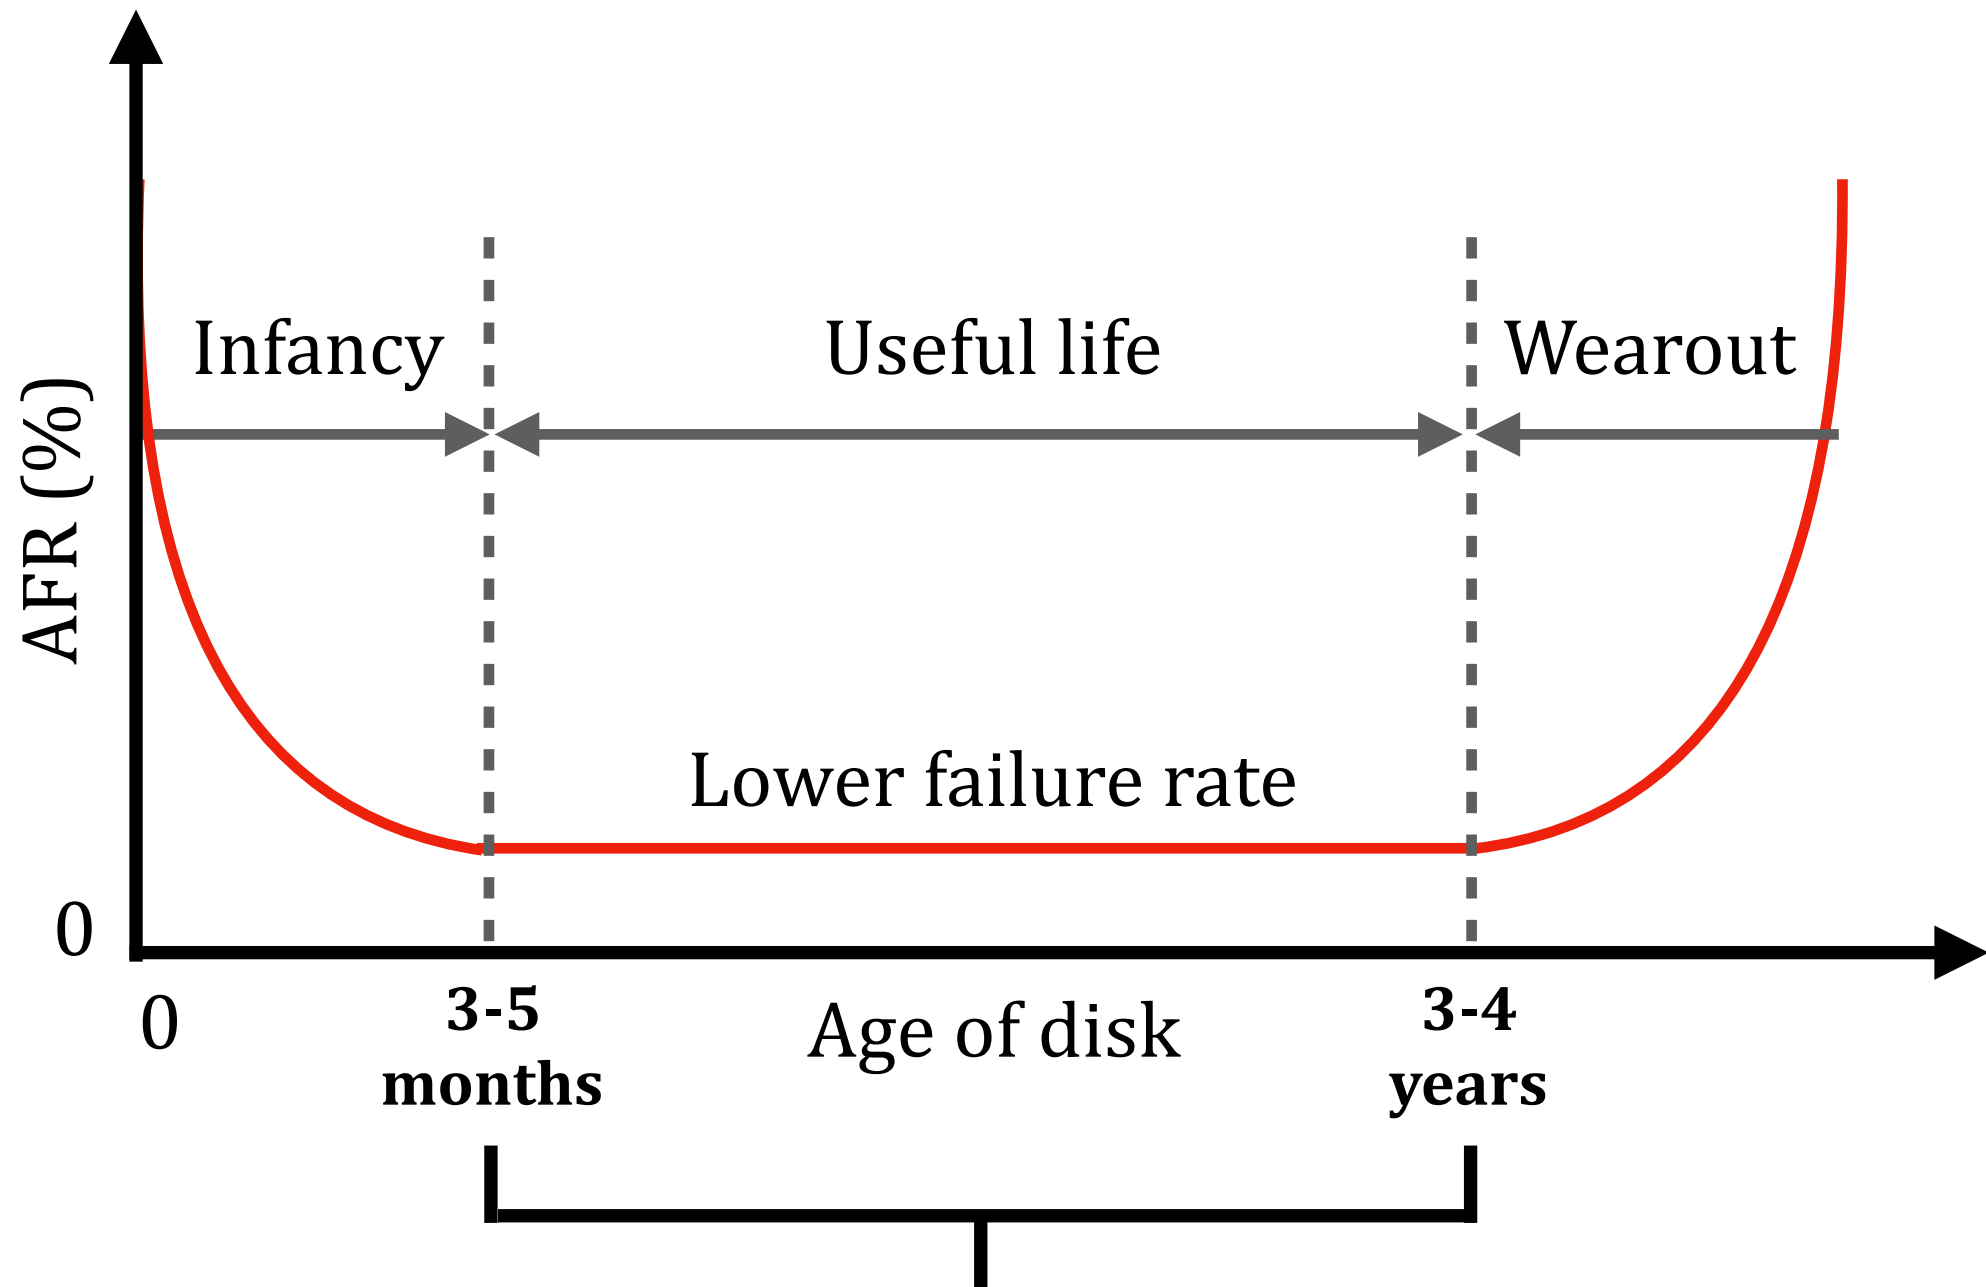 Infancy
Useful life
Wearout
AFR (%)
Lower failure rate
0
0
3-5
months
Age of disk
3-4
years